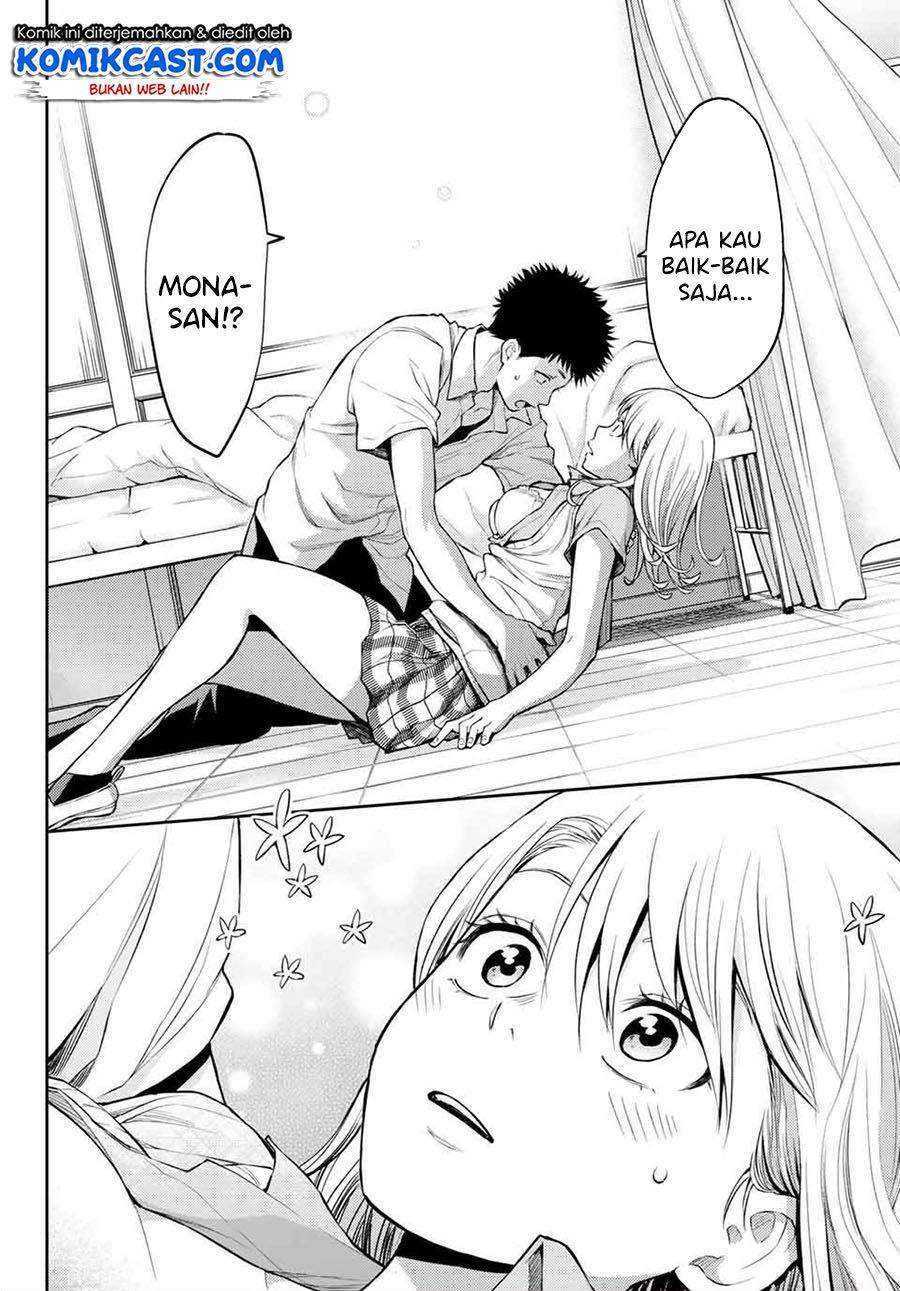 Komik ini diterjemahkan & diedit oleh
KOMIKCAST.COM
BUKAN WEB LAIN!!
APA KAU
BAIK-BAIK
SAJA...
MONA-
SAN!?